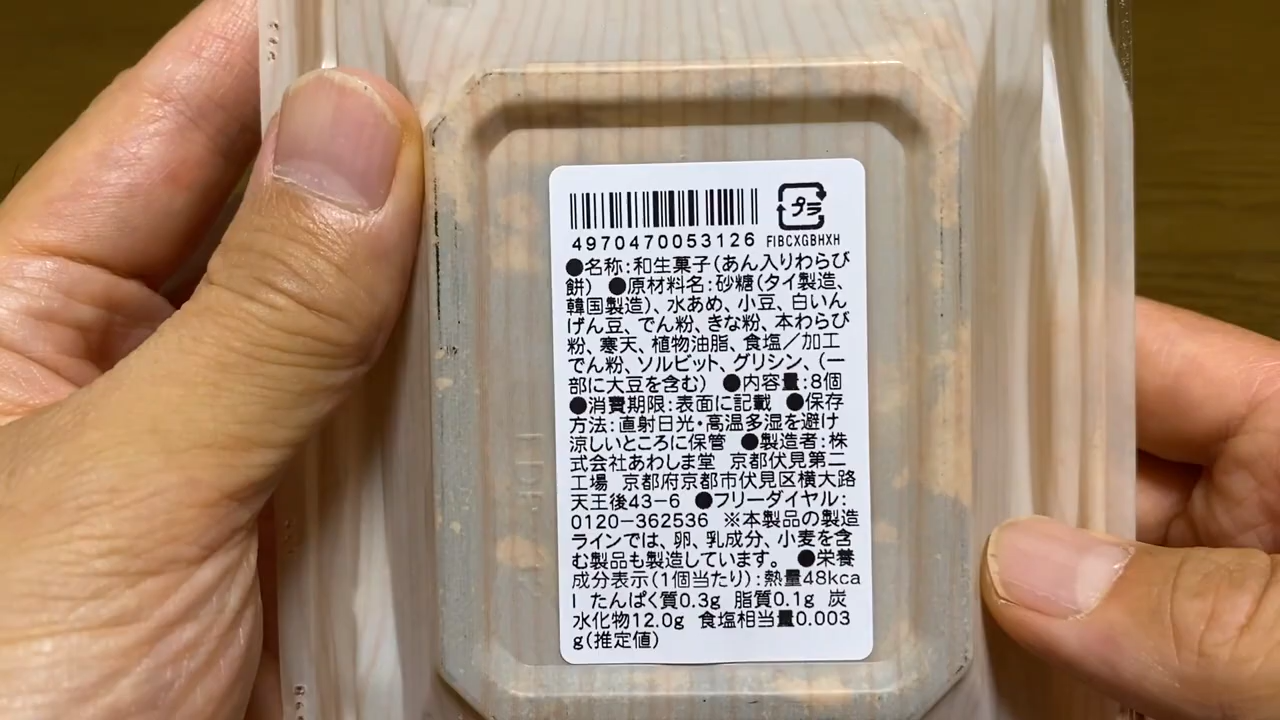 プラ
4970470053126 FIBCXGBHXH
●名称:和生菓子(あん入りわらび
餅) ●原材料名:砂糖(タイ製造、
韓国製造)、水あめ、小豆、白いん
げん豆、でん粉、きな粉、本わらび
粉、寒天、植物油脂、食塩/加工
でん粉、ソルビット、グリシン、(一
部に大豆を含む) ●内容量:8個
●消費期限:表面に記載 ●保存
方法:直射日光・高温多湿を避け
涼しいところに保管 ●製造者:株
式会社あわしま堂 京都伏見第二
工場 京都府京都市伏見区横大路
天王後43-6 ●フリーダイヤル:
0120-362536 ※本製品の製造
ラインでは、卵、乳成分、小麦を含
む製品も製造しています。 ●栄養
成分表示(1個当たり):熱量48kca
l たんぱく質0.3g 脂質0.1g 炭
水化物12.0g 食塩相当量0.003
g(推定値)